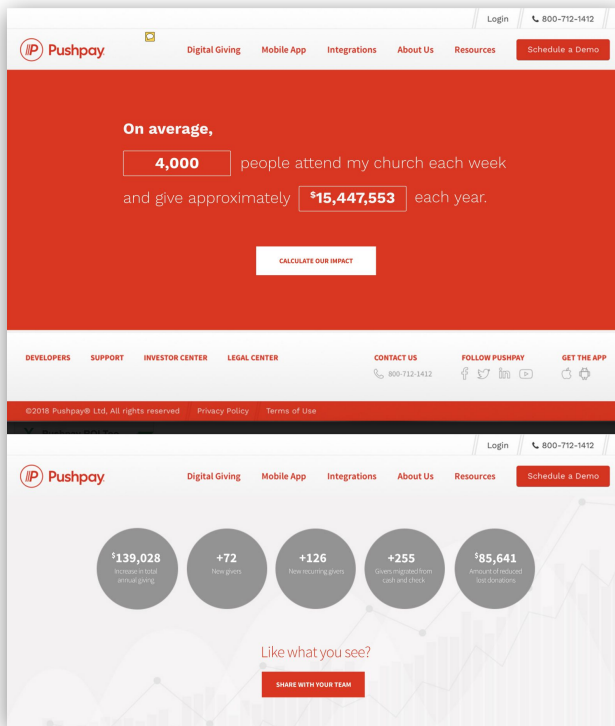 Login 800-712-1412
Pushpay Digital Giving Mobile App Integrations About Us Resources Schedule a Demo
On average,
4,000 people attend my church each week
and give approximately $15,447,553 each year.
CALCULATE OUR IMPACT
DEVELOPERS SUPPORT INVESTOR CENTER LEGAL CENTER CONTACT US FOLLOW PUSHPAY GET THE APP
800-712-1412
©2018 Pushpay® Ltd, All rights reserved Privacy Policy Terms of Use
Login 800-712-1412
Pushpay Digital Giving Mobile App Integrations About Us Resources Schedule a Demo
$139,028 +72 +126 +255 $85,641
Increase in total New givers New recurring givers Givers migrated from Amount of reduced
annual giving cash and check loss donations
Like what you see?
SHARE WITH YOUR TEAM